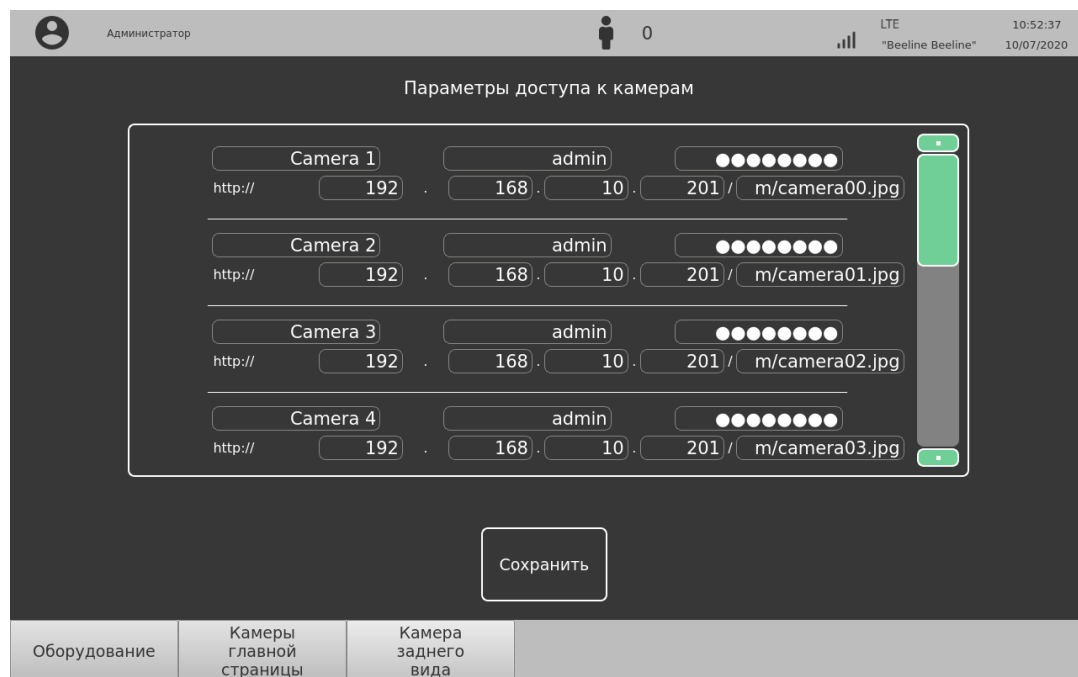 Администратор
0
LTE
10:52:37
"Beeline Beeline"
10/07/2020
Параметры доступа к камерам
Camera 1 admin ●●●●●●●●
http:// 192 . 168 . 10 . 201 / m/camera00.jpg
Camera 2 admin ●●●●●●●●
http:// 192 . 168 . 10 . 201 / m/camera01.jpg
Camera 3 admin ●●●●●●●●
http:// 192 . 168 . 10 . 201 / m/camera02.jpg
Camera 4 admin ●●●●●●●●
http:// 192 . 168 . 10 . 201 / m/camera03.jpg
Сохранить
Оборудование
Камеры
главной
страницы
Камера
заднего
вида